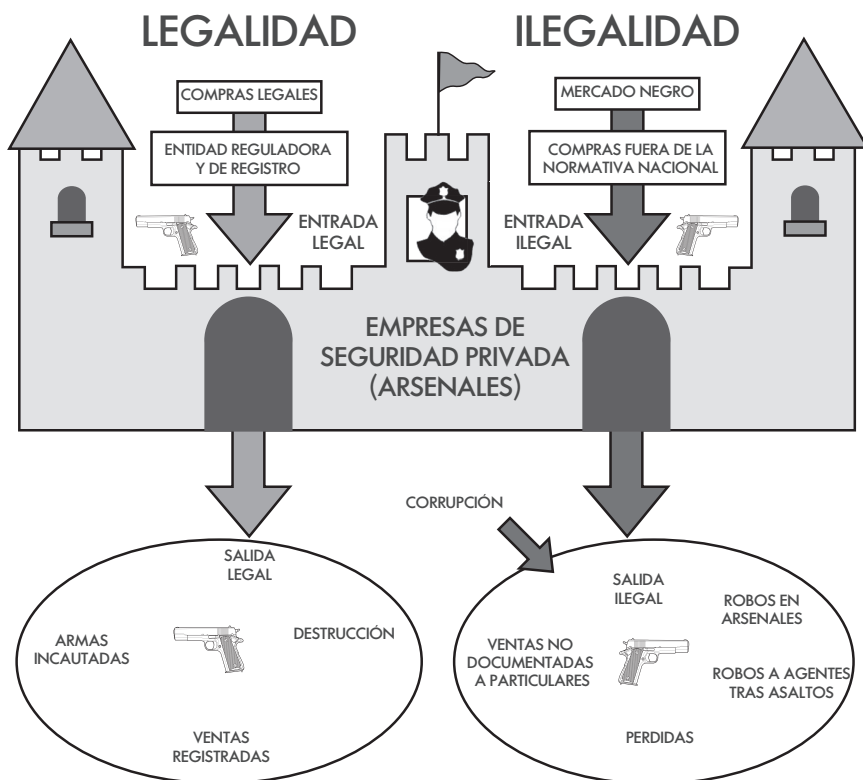 LEGALIDAD
ILEGALIDAD
COMPRAS LEGALES
ENTIDAD REGULADORA
Y DE REGISTRO
MERCADO NEGRO
COMPRAS FUERA DE LA
NORMATIVA NACIONAL
ENTRADA
LEGAL
ENTRADA
ILEGAL
EMPRESAS DE
SEGURIDAD PRIVADA
(ARSENALES)
CORRUPCIÓN
SALIDA
LEGAL
ARMAS
INCAUTADAS
DESTRUCCIÓN
VENTAS
REGISTRADAS
SALIDA
ILEGAL
ROBOS EN
ARSENALES
VENTAS NO
DOCUMENTADAS
A PARTICULARES
ROBOS A AGENTES
TRAS ASALTOS
PERDIDAS